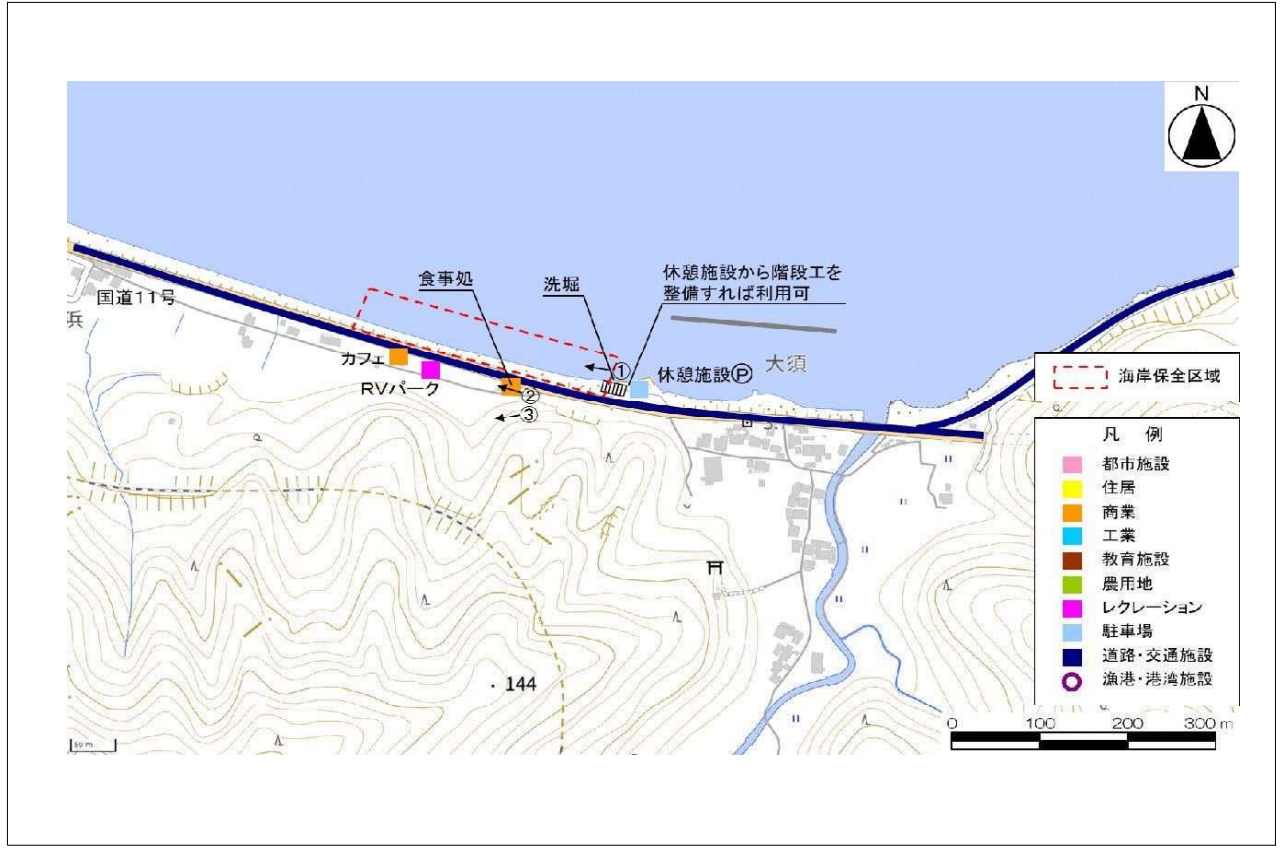 N
食事処
洗堀
休憩施設から階段工を
整備すれば利用可
国道11号
浜
カフェ
RVパーク
①
②
③
休憩施設Ⓟ
大須
海岸保全区域
凡 例
都市施設
住居
商業
工業
教育施設
農用地
レクレーション
駐車場
道路・交通施設
漁港・港湾施設
144
50 m
0 100 200 300 m